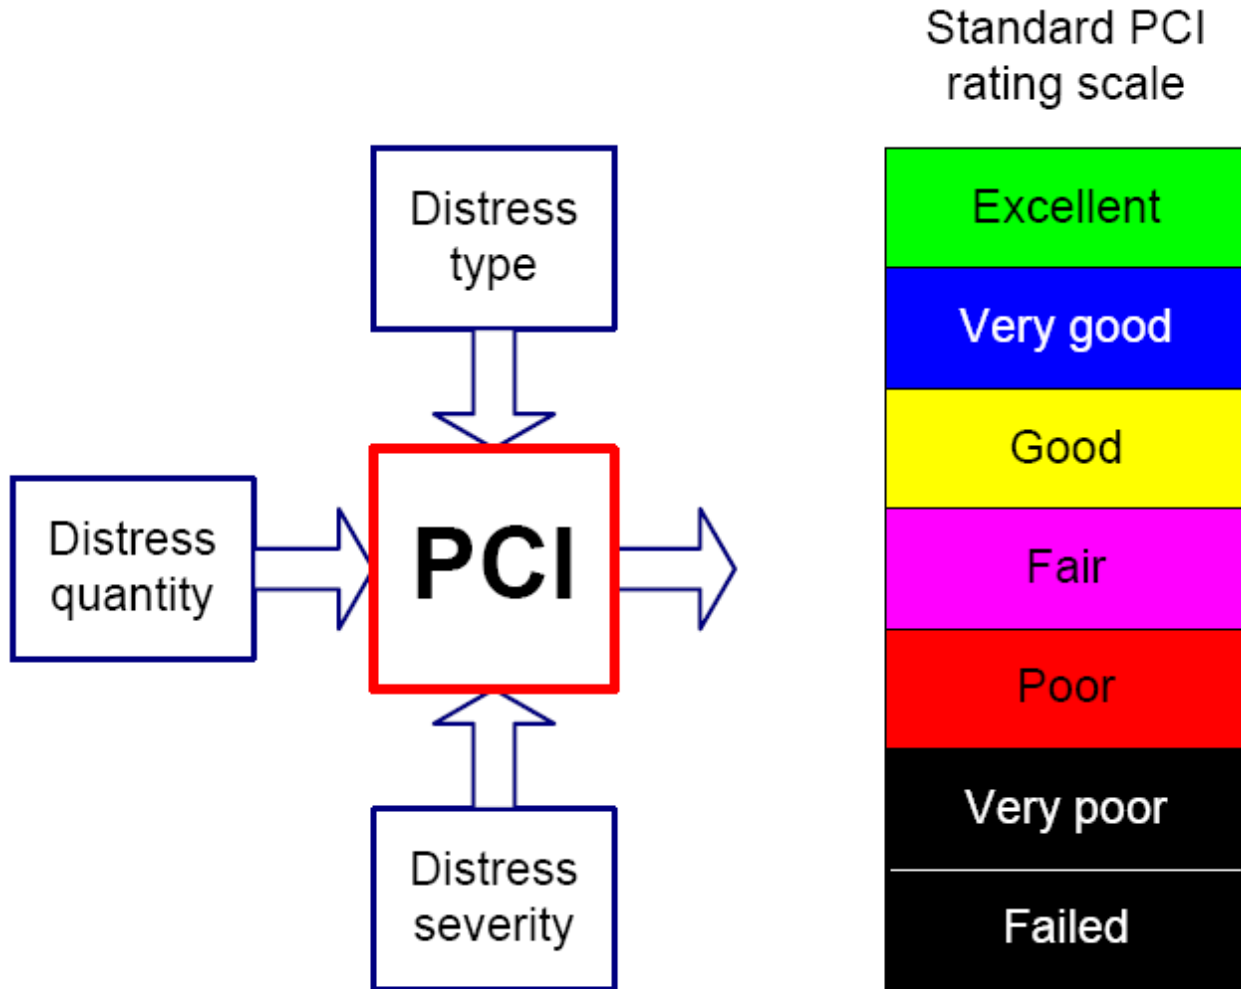 Standard PCI
rating scale
Distress
type
Distress
quantity
PCI
Distress
severity
Excellent
Very good
Good
Fair
Poor
Very poor
Failed